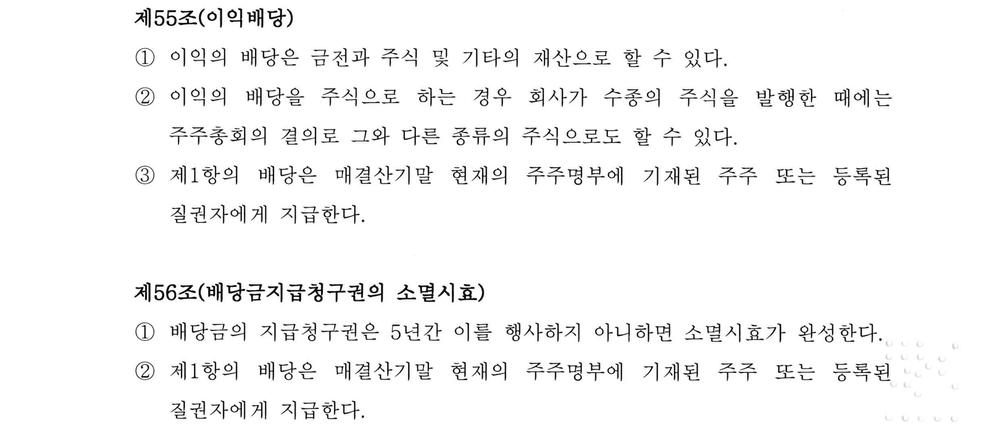 제55조(이익배당)
① 이익의 배당은 금전과 주식 및 기타의 재산으로 할 수 있다.
② 이익의 배당을 주식으로 하는 경우 회사가 수종의 주식을 발행한 때에는
주주총회의 결의로 그와 다른 종류의 주식으로도 할 수 있다.
③ 제1항의 배당은 매결산기말 현재의 주주명부에 기재된 주주 또는 등록된
질권자에게 지급한다.
제56조(배당금지급청구권의 소멸시효)
① 배당금의 지급청구권은 5년간 이를 행사하지 아니하면 소멸시효가 완성한다.
② 제1항의 배당은 매결산기말 현재의 주주명부에 기재된 주주 또는 등록된
질권자에게 지급한다.